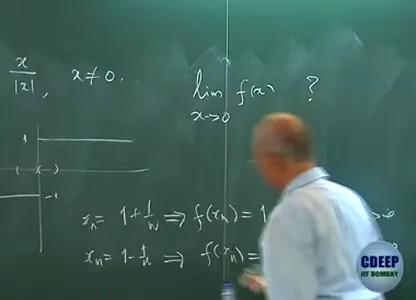 x/|x|, x≠0.
lim f(x) ?
x→0
1
( x )
-1
xₙ = 1+1/n ⇒ f(xₙ) = 1
xₙ = 1-1/n ⇒ f(xₙ) =
CDEEP
IIT BOMBAY